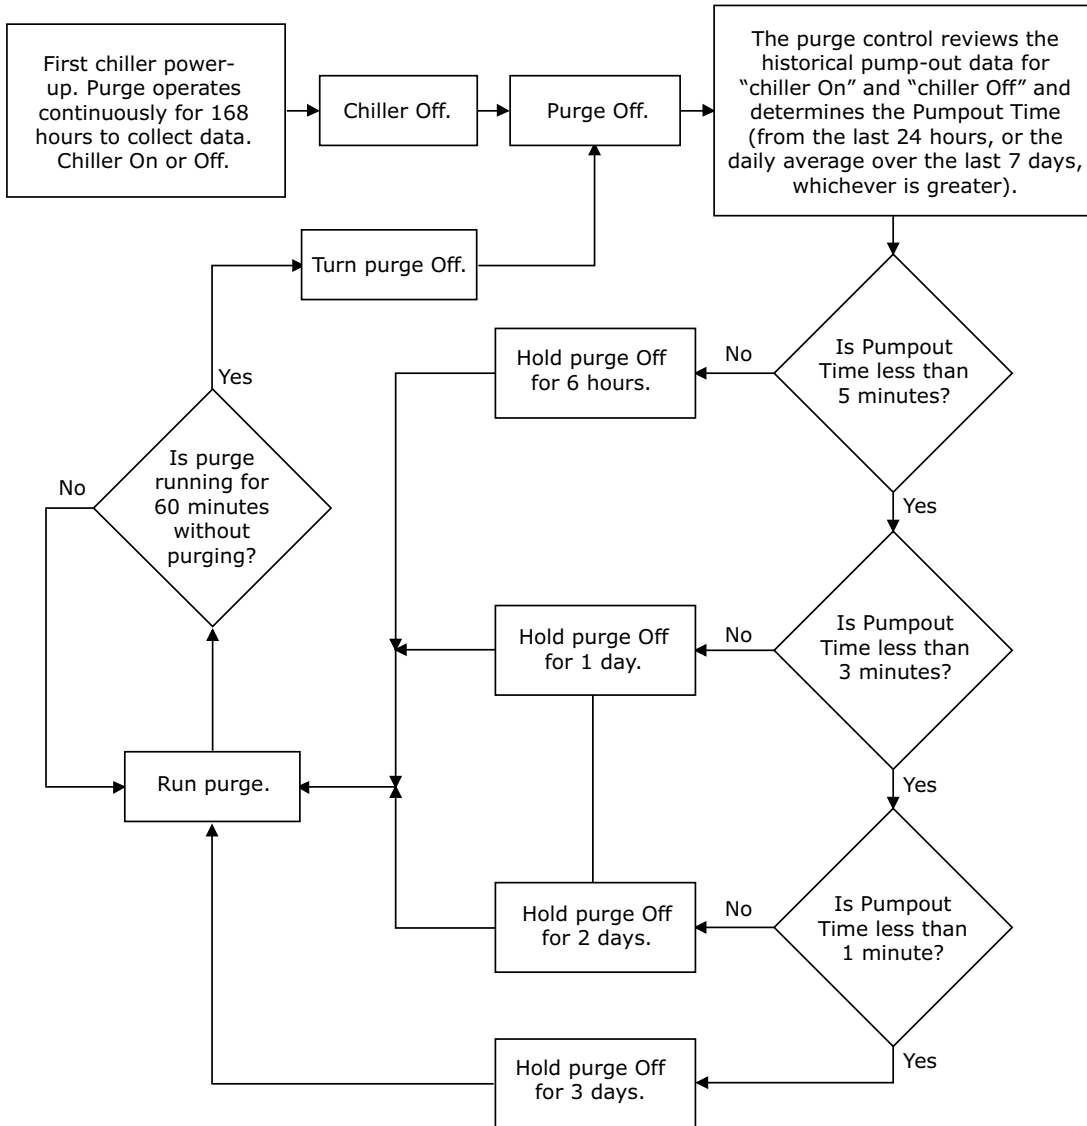 First chiller power-
up. Purge operates
continuously for 168
hours to collect data.
Chiller On or Off.
Chiller Off.
Purge Off.
The purge control reviews the
historical pump-out data for
“chiller On” and “chiller Off” and
determines the Pumpout Time
(from the last 24 hours, or the
daily average over the last 7 days,
whichever is greater).
Turn purge Off.
Is Pumpout
Time less than
5 minutes?
No
Hold purge Off
for 6 hours.
Yes
Yes
Is purge
running for
60 minutes
without
purging?
No
Is Pumpout
Time less than
3 minutes?
No
Hold purge Off
for 1 day.
Yes
Run purge.
Is Pumpout
Time less than
1 minute?
No
Hold purge Off
for 2 days.
Yes
Hold purge Off
for 3 days.